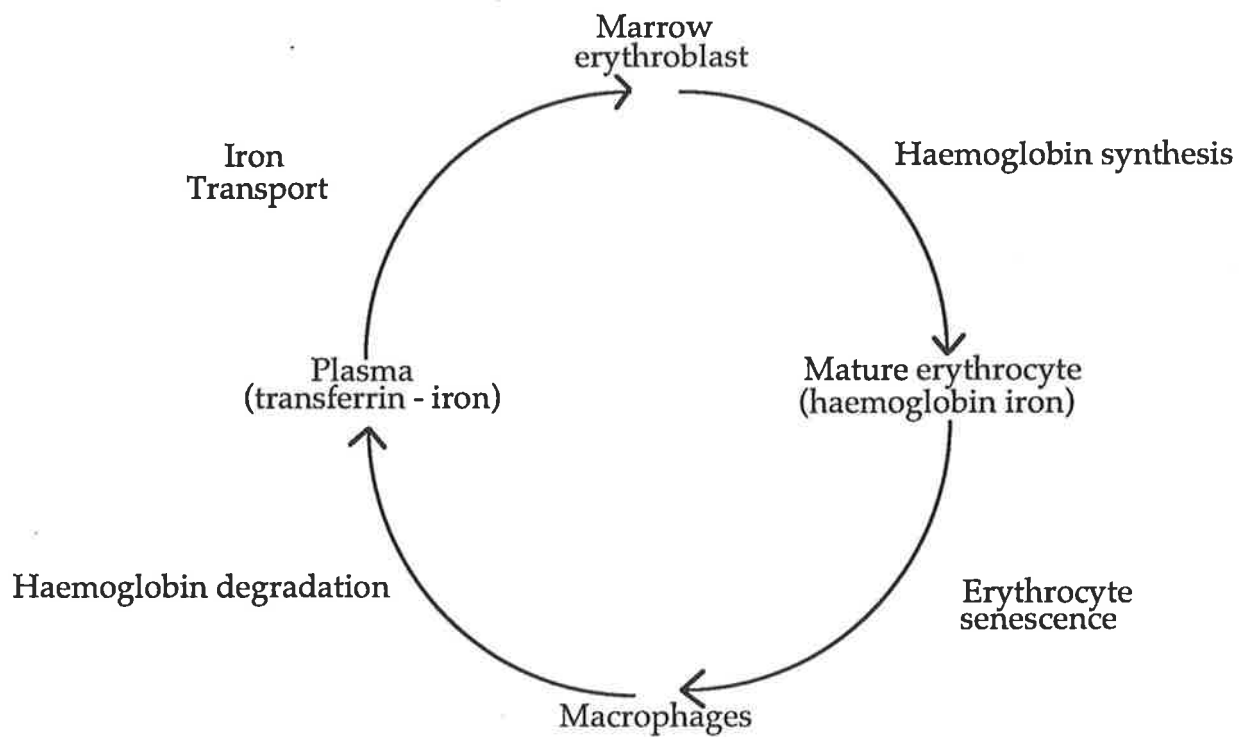 Marrow
erythroblast
Iron
Transport
Haemoglobin synthesis
Plasma
(transferrin - iron)
Mature erythrocyte
(haemoglobin iron)
Haemoglobin degradation
Erythrocyte
senescence
Macrophages